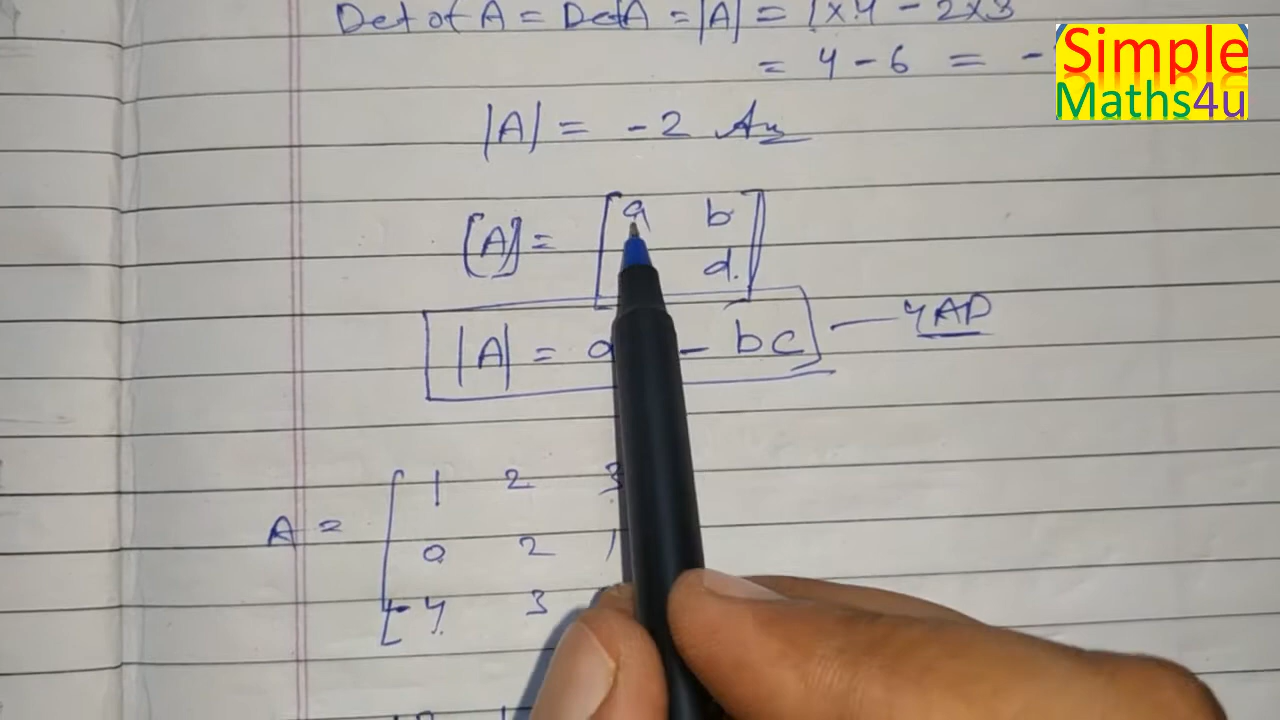 Det of A = Det A = |A| = 1 x 4 - 2 x 3
= 4 - 6 = -
Simple
Maths4u
|A| = -2 Ans
[A] = [ a b
d. ]
|A| = a - bc — YAD
A = [ 1 2 3
0 2 1
4 3